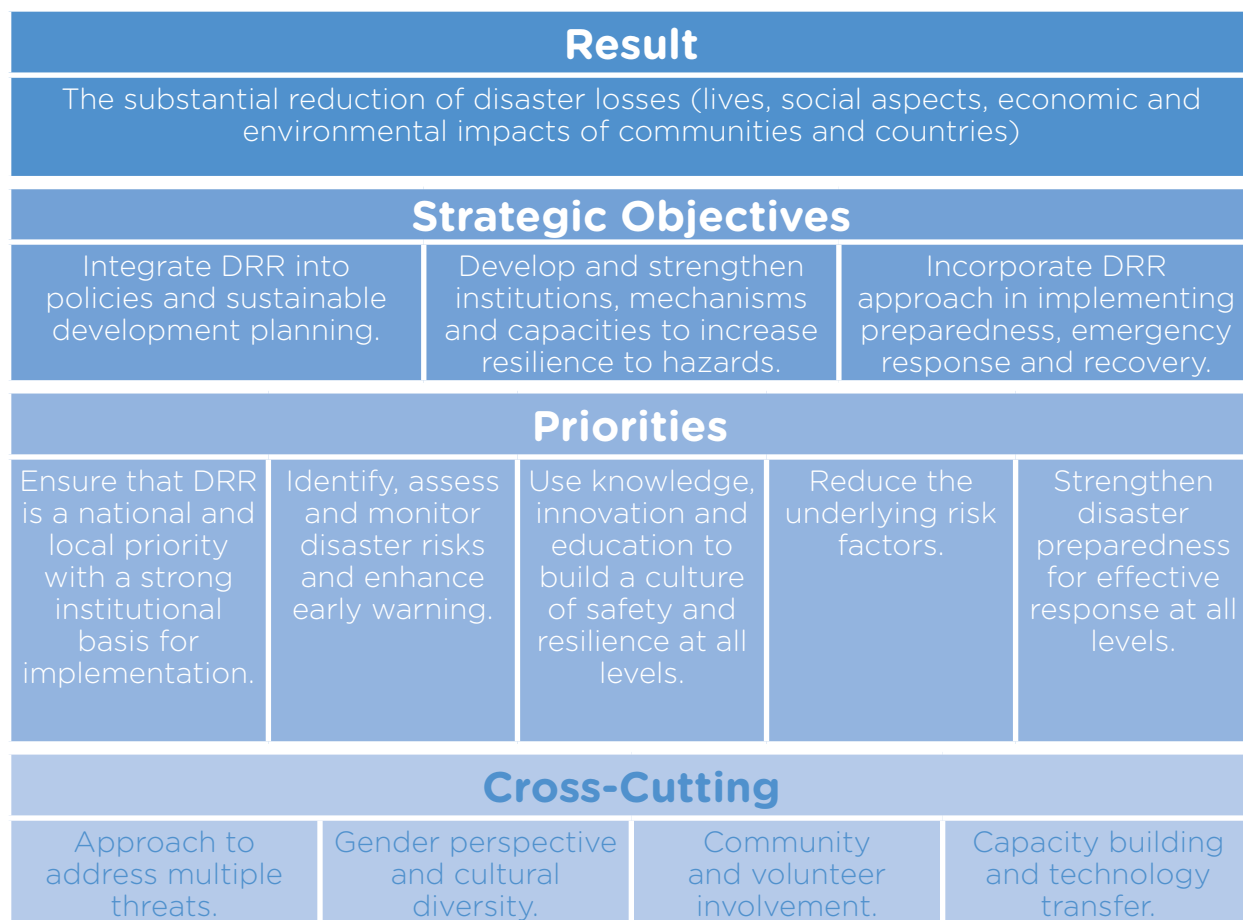 Result
The substantial reduction of disaster losses (lives, social aspects, economic and
environmental impacts of communities and countries)
Strategic Objectives
Integrate DRR into
policies and sustainable
development planning.
Develop and strengthen
institutions, mechanisms
and capacities to increase
resilience to hazards.
Incorporate DRR
approach in implementing
preparedness, emergency
response and recovery.
Priorities
Ensure that DRR
is a national and
local priority
with a strong
institutional
basis for
implementation.
Identify, assess
and monitor
disaster risks
and enhance
early warning.
Use knowledge,
innovation and
education to
build a culture
of safety and
resilience at all
levels.
Reduce the
underlying risk
factors.
Strengthen
disaster
preparedness
for effective
response at all
levels.
Cross-Cutting
Approach to
address multiple
threats.
Gender perspective
and cultural
diversity.
Community
and volunteer
involvement.
Capacity building
and technology
transfer.